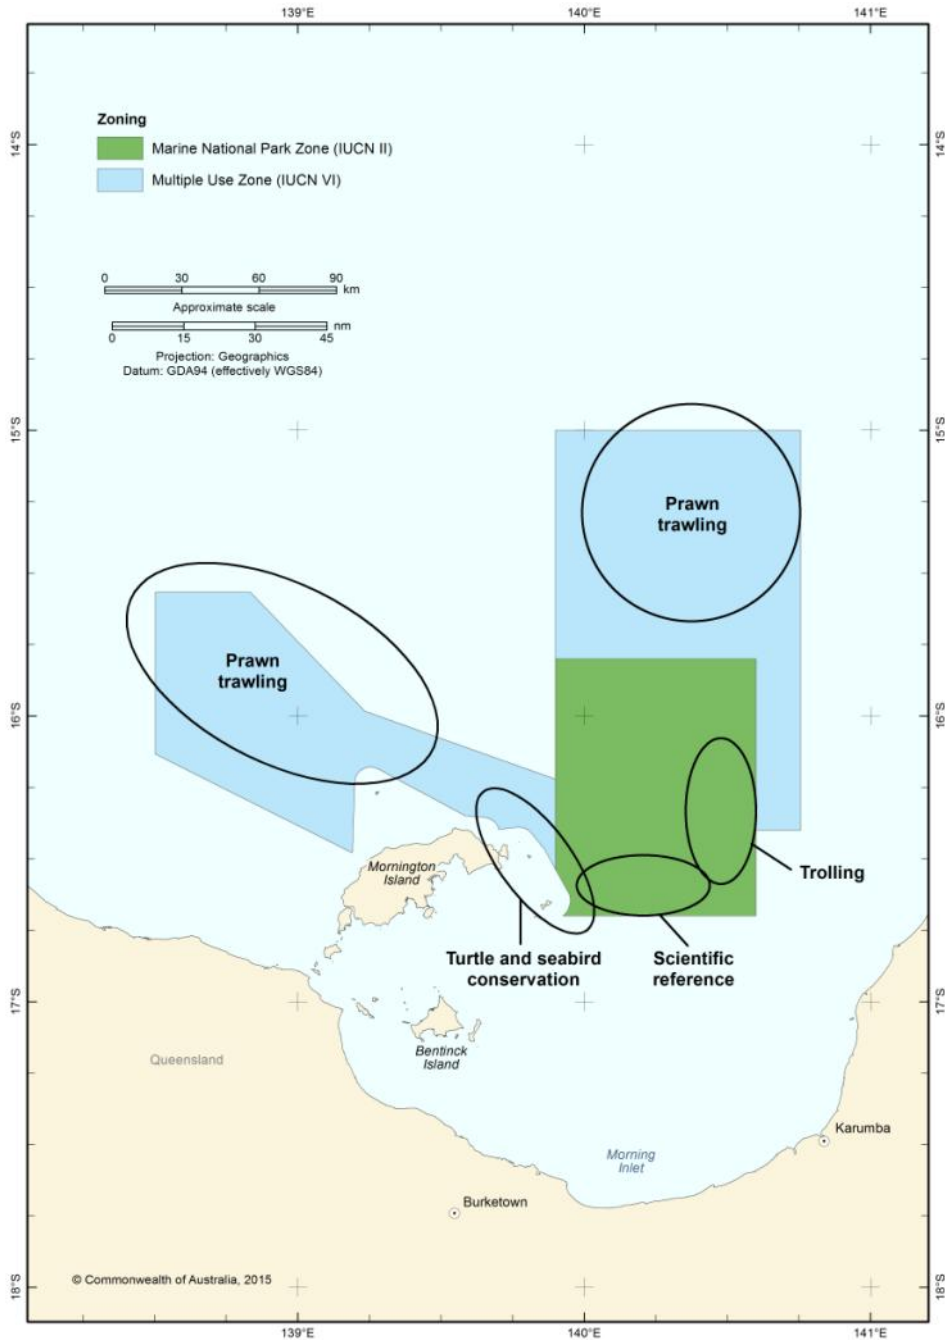 139°E
140°E
141°E
Zoning
Marine National Park Zone (IUCN II)
Multiple Use Zone (IUCN VI)
14°S
14°S
0 30 60 90
km
Approximate scale
nm
0 15 30 45
Projection: Geographics
Datum: GDA94 (effectively WGS84)
15°S
15°S
Prawn
trawling
Prawn
trawling
16°S
16°S
Mornington
Island
Trolling
Turtle and seabird
conservation
Scientific
reference
17°S
17°S
Bentinck
Island
Queensland
Karumba
Morning
Inlet
Burketown
© Commonwealth of Australia, 2015
18°S
18°S
139°E
140°E
141°E